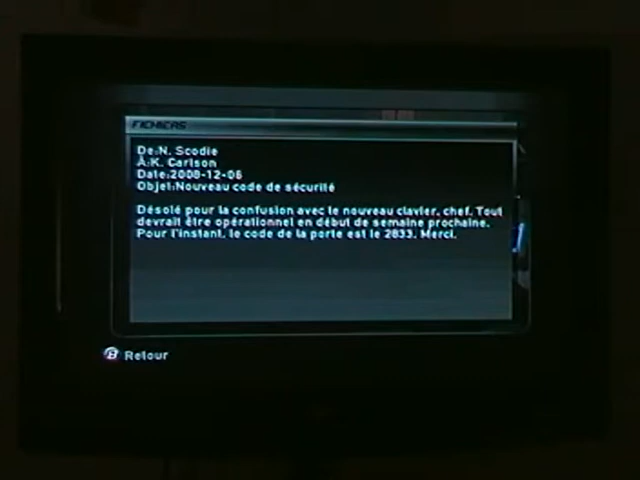 FICHIERS
De:N. Scodie
À:K. Carlson
Date:2008-12-06
Objet:Nouveau code de sécurité
Désolé pour la confusion avec le nouveau clavier, chef. Tout
devrait être opérationnel en début de semaine prochaine.
Pour l'instant, le code de la porte est le 2833. Merci.
B Retour